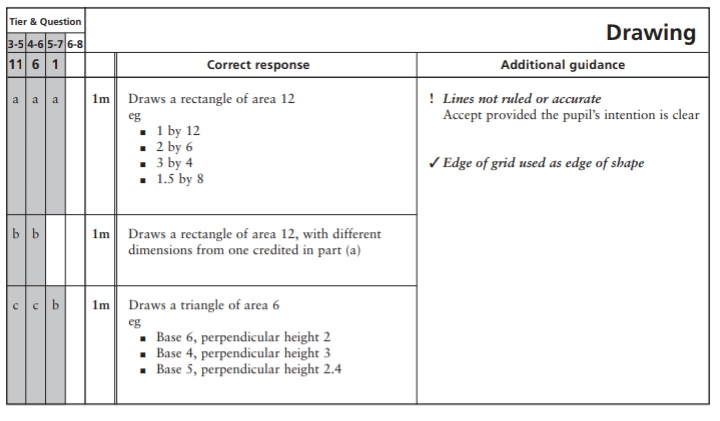 Tier & Question
Drawing
3-5 4-6 5-7 6-8
11 6 1 Correct response Additional guidance
a a a 1m Draws a rectangle of area 12
eg
▪ 1 by 12
▪ 2 by 6
▪ 3 by 4
▪ 1.5 by 8
! Lines not ruled or accurate
Accept provided the pupil's intention is clear
✓ Edge of grid used as edge of shape
b b 1m Draws a rectangle of area 12, with different
dimensions from one credited in part (a)
c c b 1m Draws a triangle of area 6
eg
▪ Base 6, perpendicular height 2
▪ Base 4, perpendicular height 3
▪ Base 5, perpendicular height 2.4